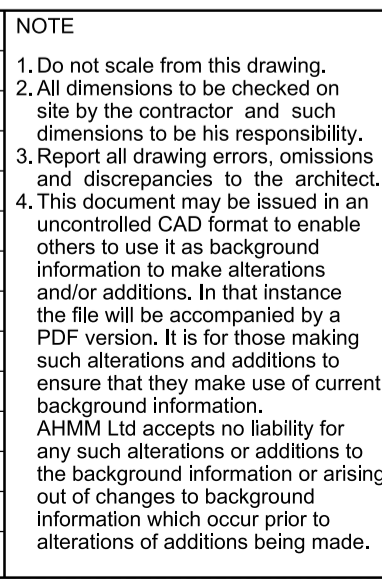 NOTE
1. Do not scale from this drawing.
2. All dimensions to be checked on
site by the contractor and such
dimensions to be his responsibility.
3. Report all drawing errors, omissions
and discrepancies to the architect.
4. This document may be issued in an
uncontrolled CAD format to enable
others to use it as background
information to make alterations
and/or additions. In that instance
the file will be accompanied by a
PDF version. It is for those making
such alterations and additions to
ensure that they make use of current
background information.
AHMM Ltd accepts no liability for
any such alterations or additions to
the background information or arising
out of changes to background
information which occur prior to
alterations of additions being made.